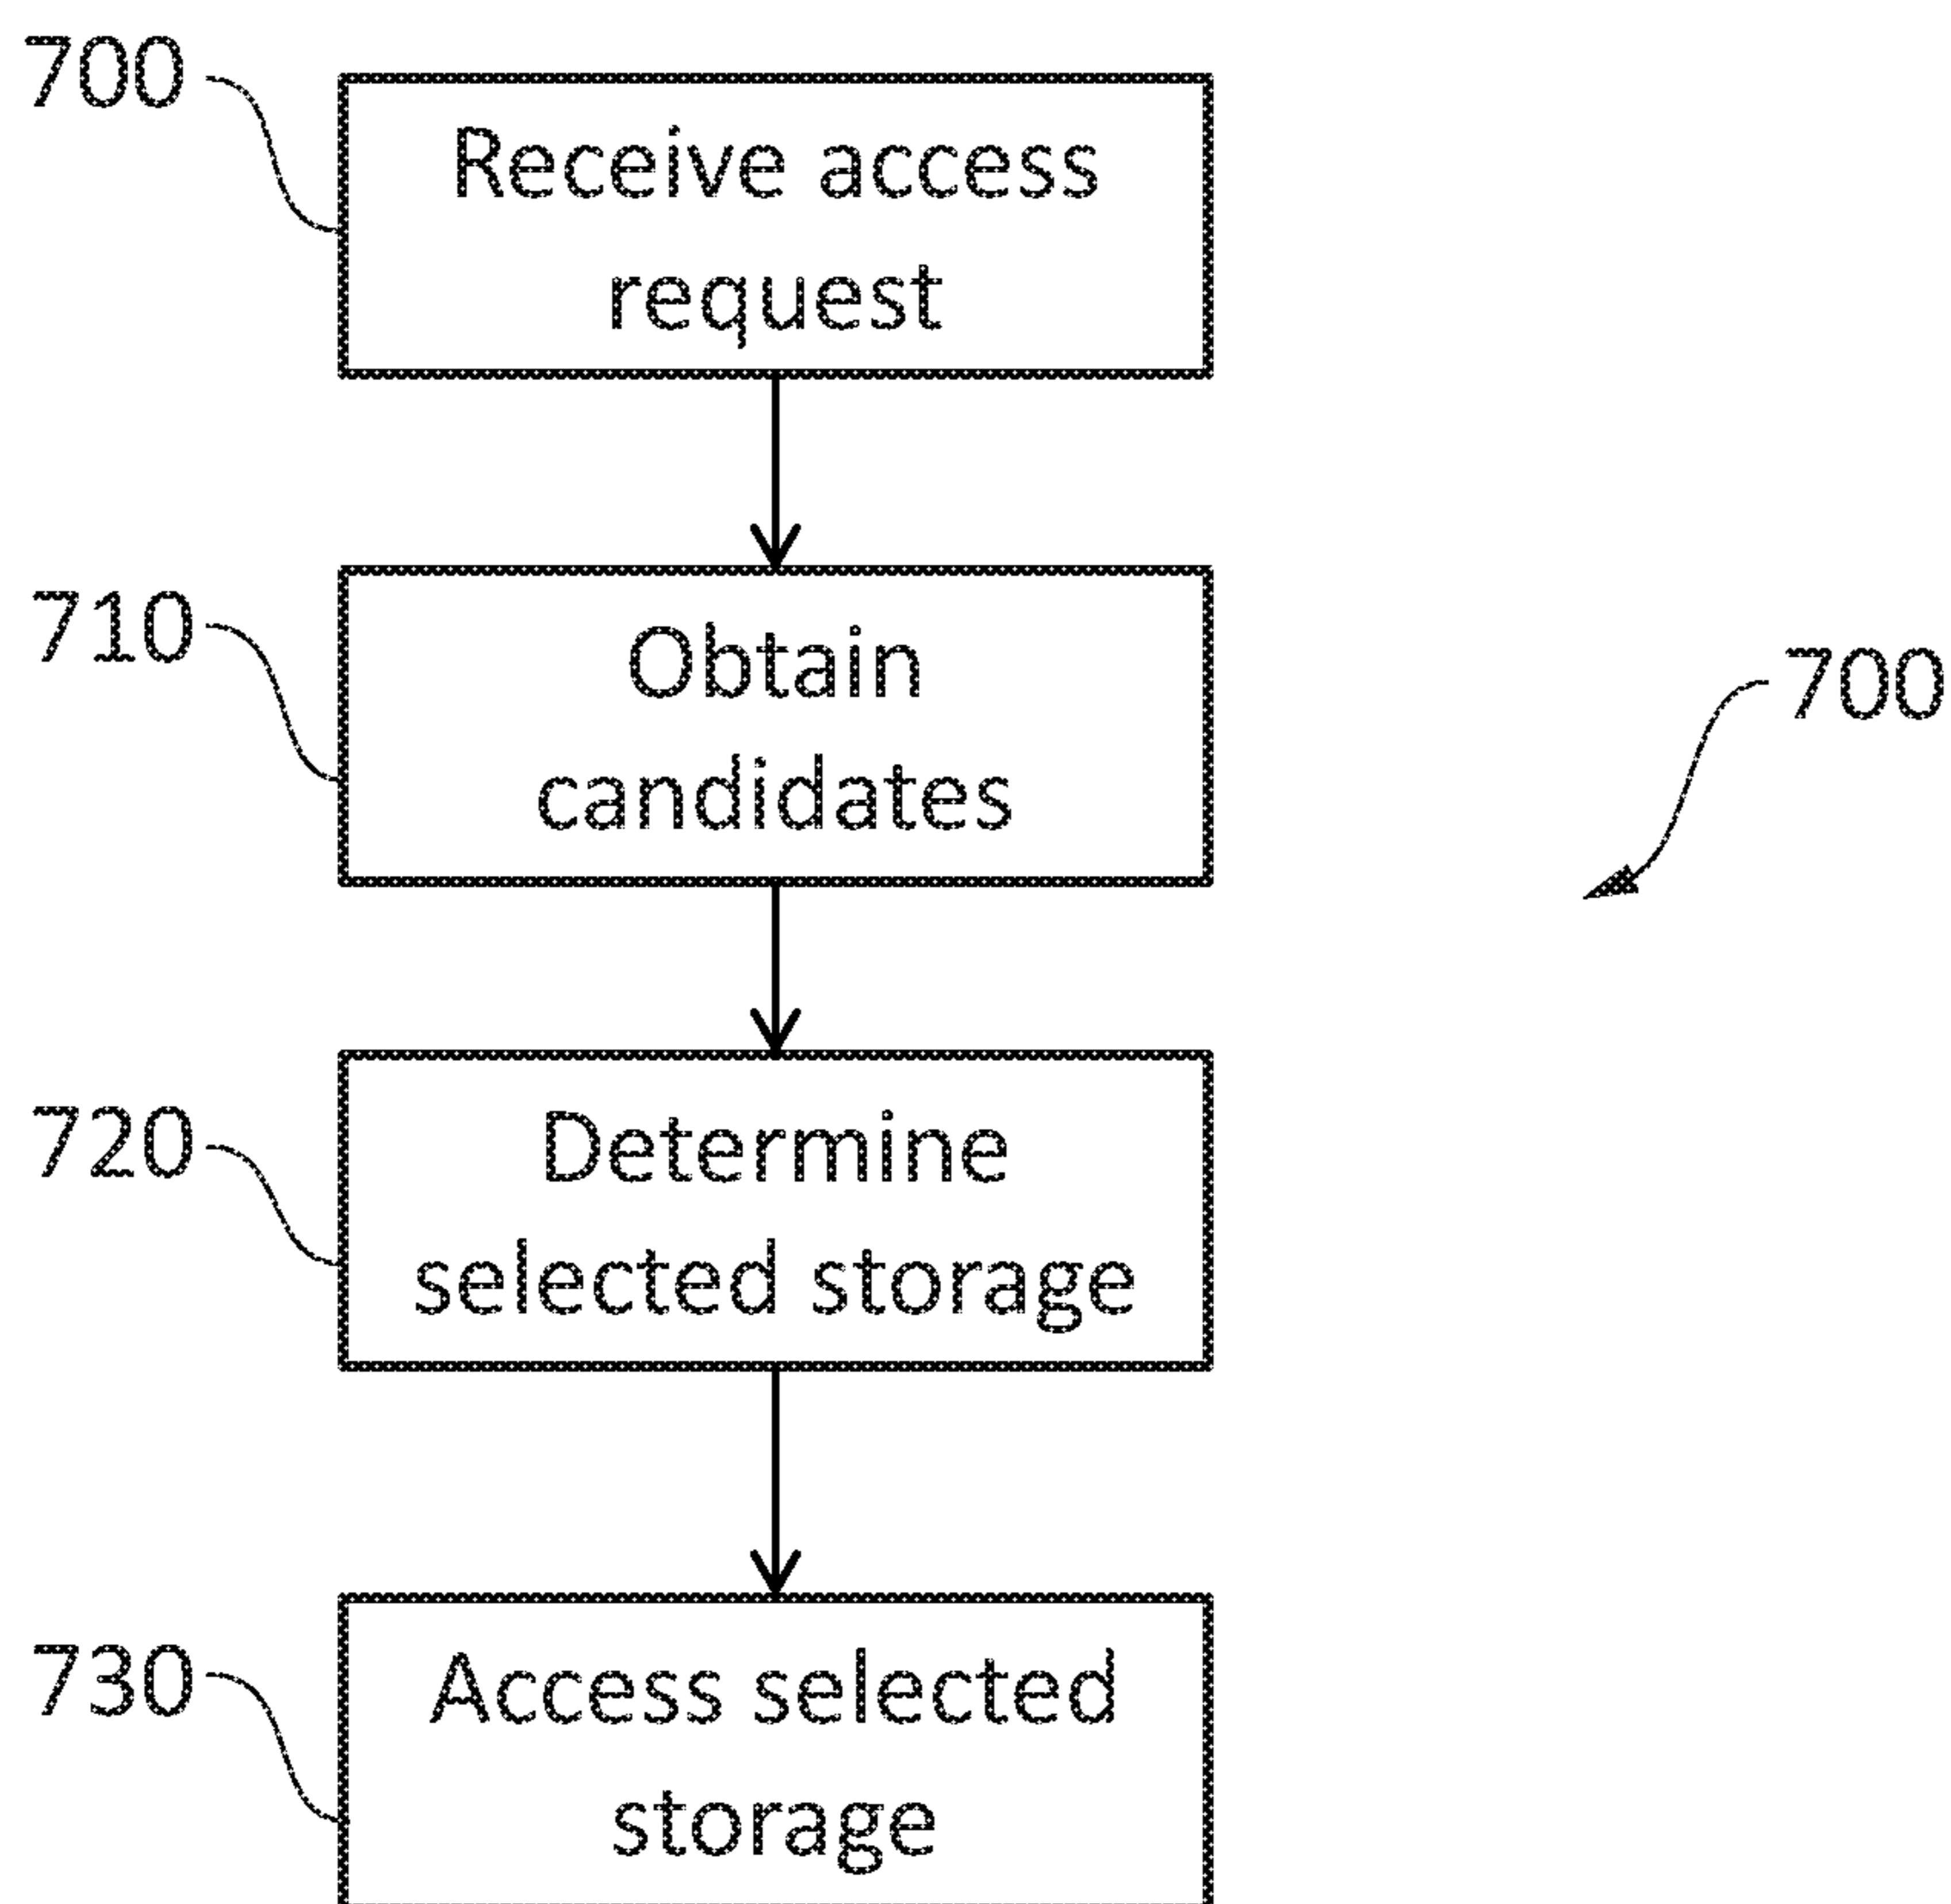 700
Receive access
request
710
Obtain
candidates
700
720
Determine
selected storage
730
Access selected
storage